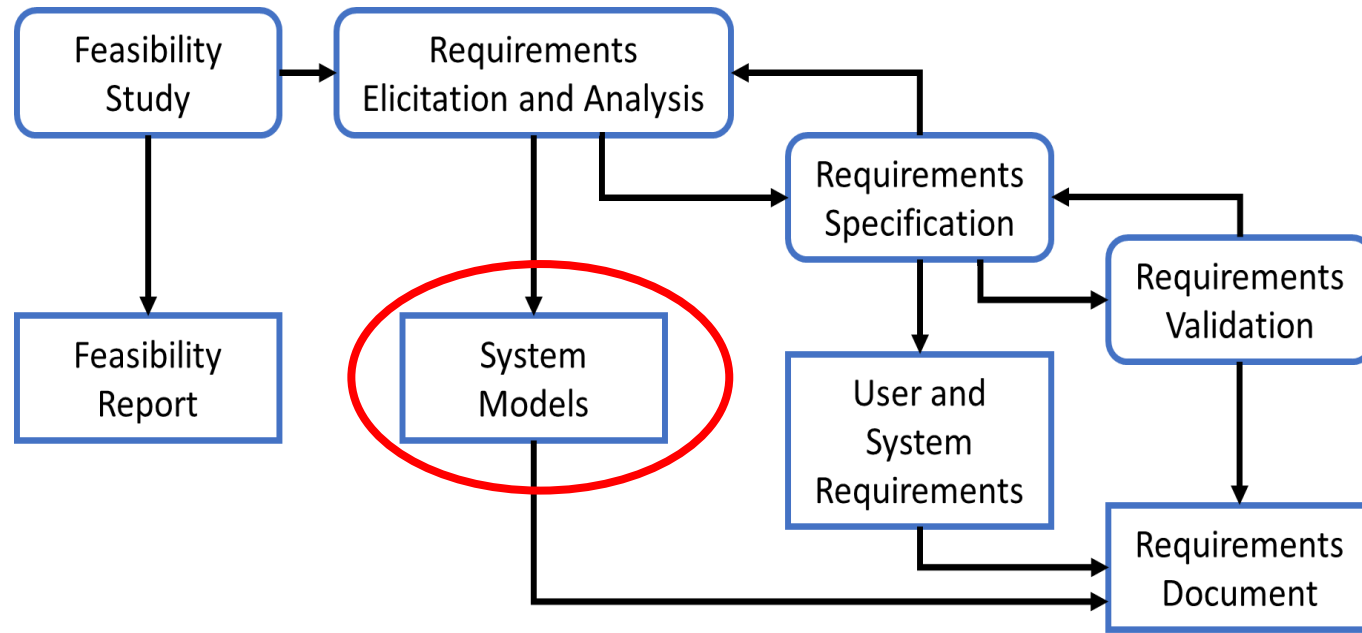 Feasibility
Study
Requirements
Elicitation and Analysis
Requirements
Specification
Requirements
Validation
Feasibility
Report
System
Models
User and
System
Requirements
Requirements
Document